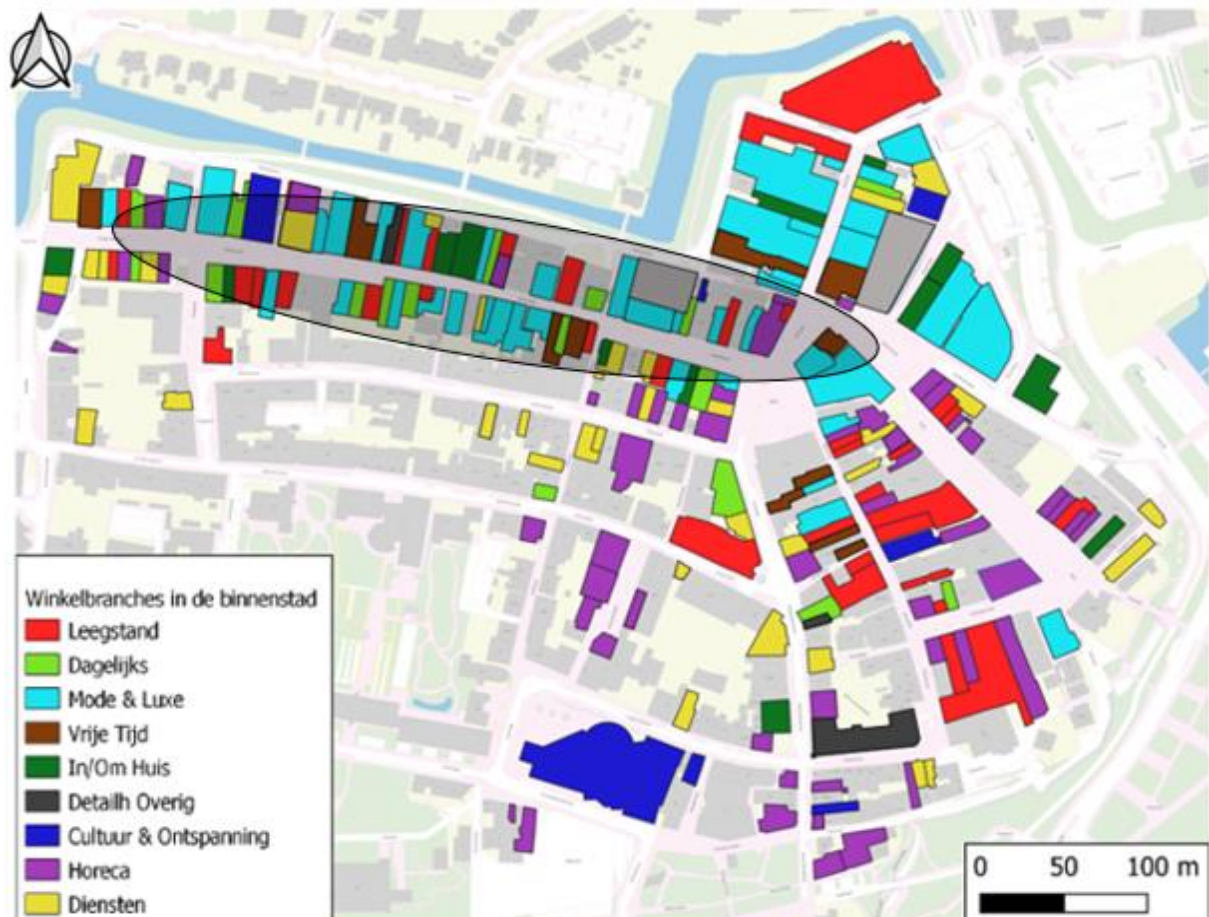 Winkelbranches in de binnenstad
Leegstand
Dagelijks
Mode & Luxe
Vrije Tijd
In/Om Huis
Detailh Overig
Cultuur & Ontspanning
Horeca
Diensten
0 50 100 m